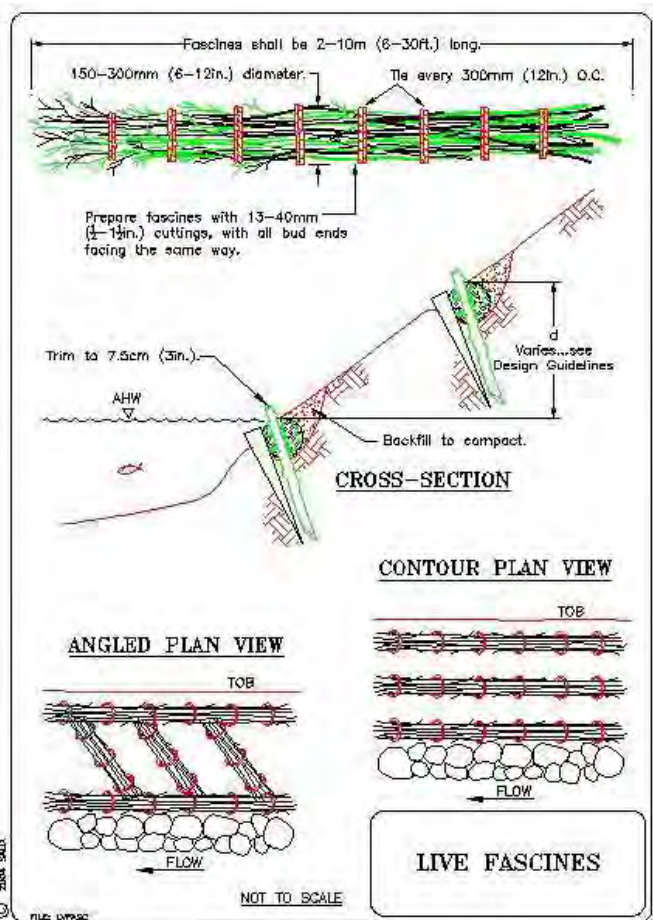 Fascines shall be 2-10m (6-30ft.) long.
150-300mm (6-12in.) diameter.
Tie every 300mm (12in.) O.C.
Prepare fascines with 13-40mm
(½-1½in.) cuttings, with all bud ends
facing the same way.
d
Varies...see
Design Guidelines
Trim to 7.5cm (3in.).
AHW
Backfill to compact.
CROSS-SECTION
CONTOUR PLAN VIEW
TOB
ANGLED PLAN VIEW
TOB
FLOW
FLOW
LIVE FASCINES
NOT TO SCALE
©